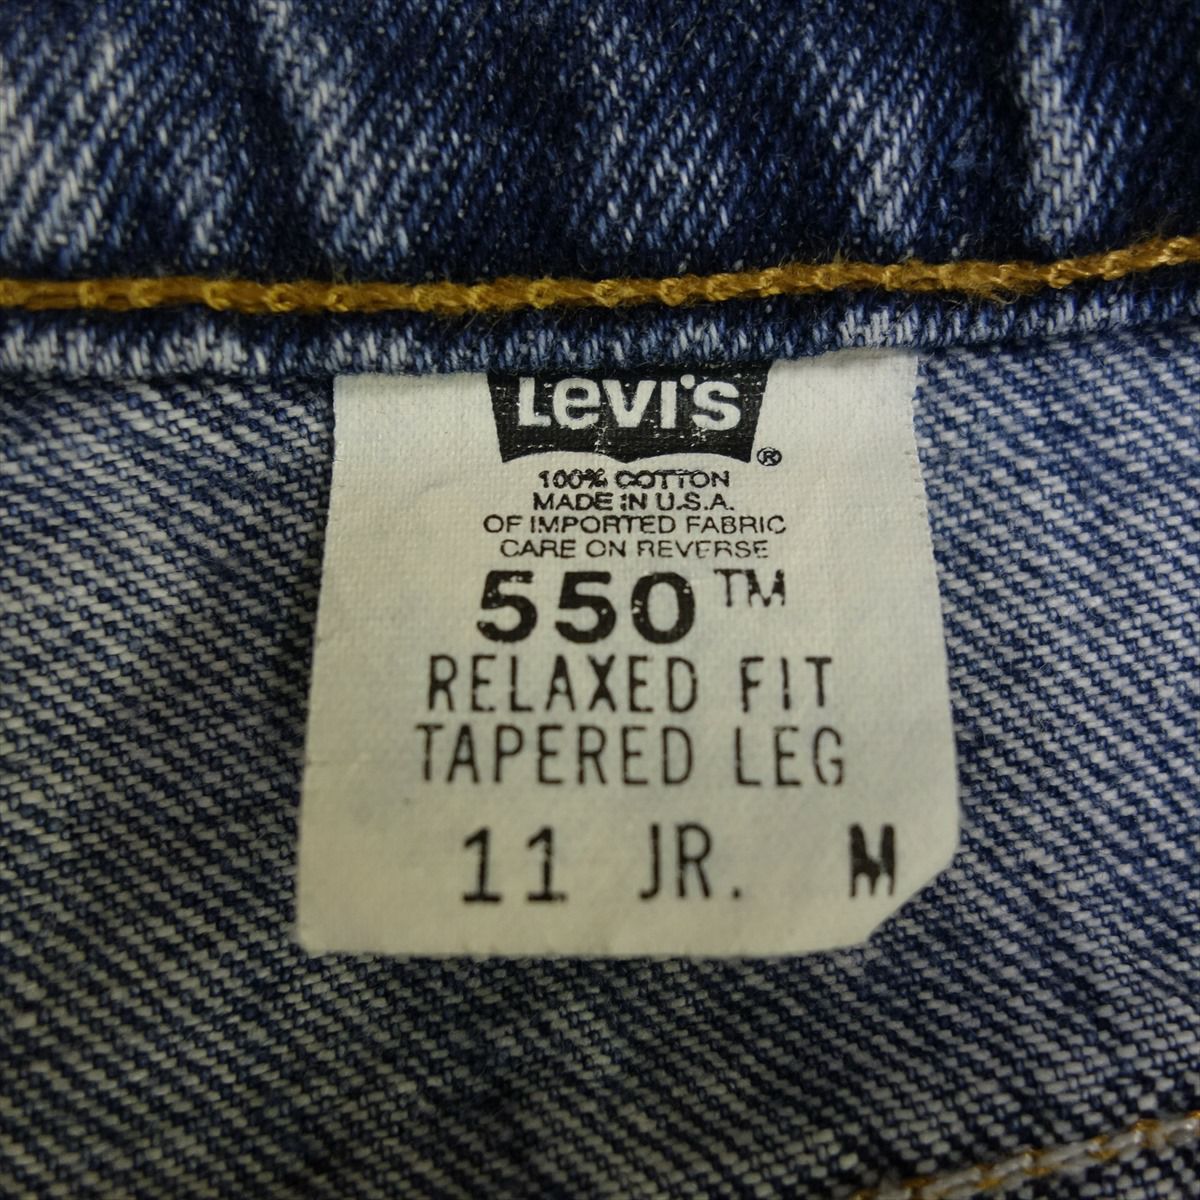 Levi's ®
100% COTTON
MADE IN U.S.A.
OF IMPORTED FABRIC
CARE ON REVERSE
550™
RELAXED FIT
TAPERED LEG
11 JR. M